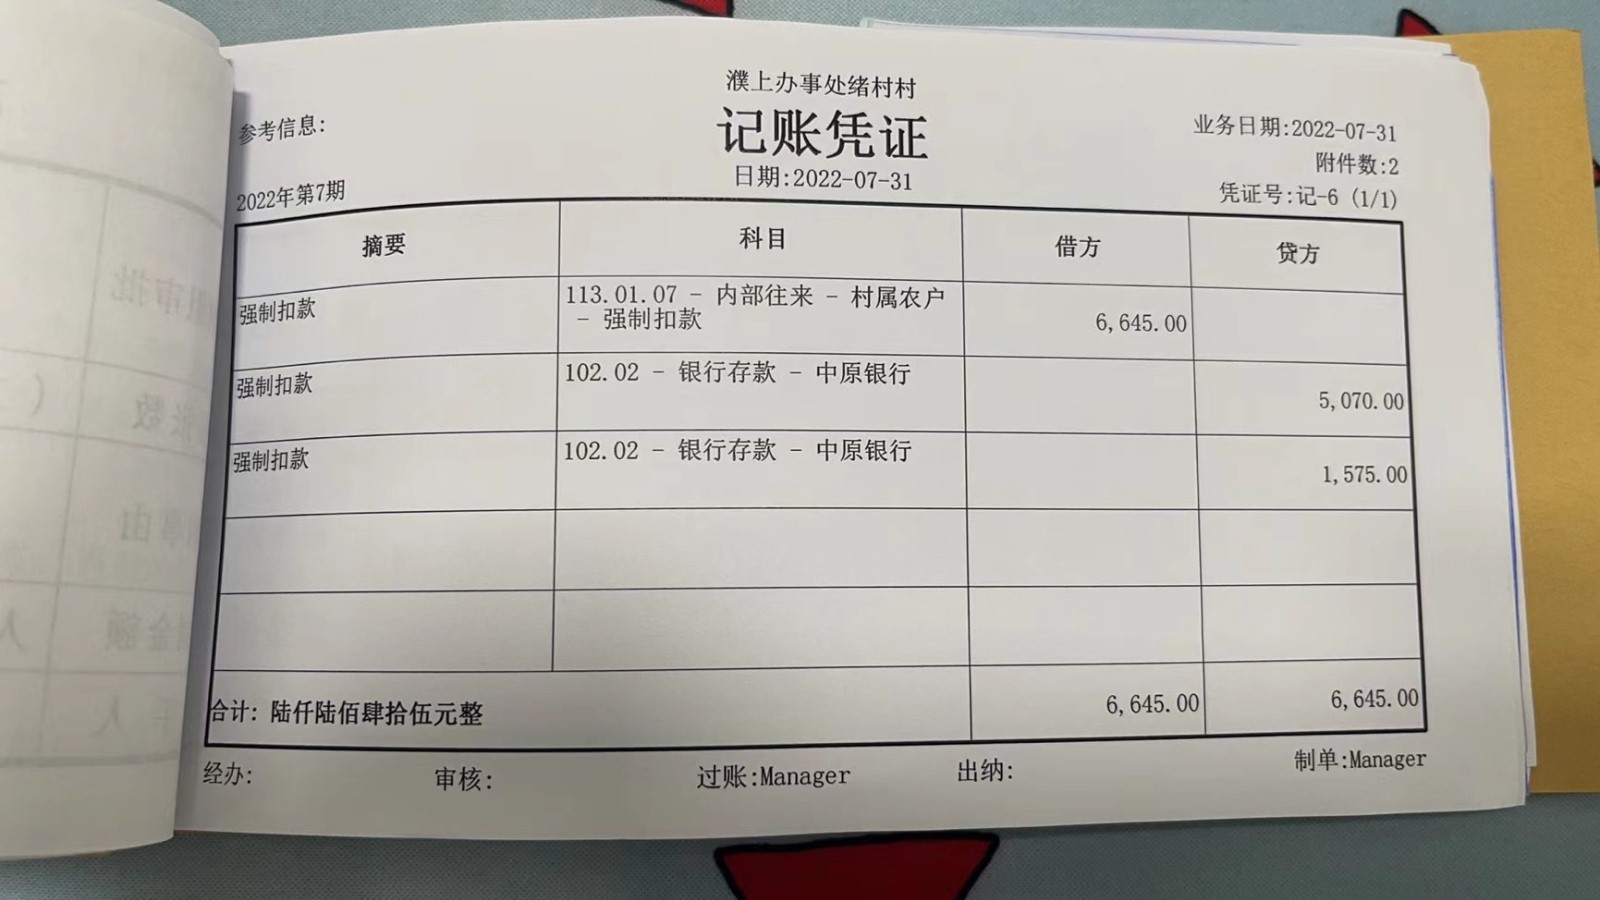 濮上办事处绪村村
参考信息:
记账凭证
业务日期:2022-07-31
附件数:2
2022年第7期
日期:2022-07-31
凭证号:记-6 (1/1)
摘要 科目 借方 贷方
强制扣款 113.01.07 - 内部往来 - 村属农户
- 强制扣款 6,645.00
强制扣款 102.02 - 银行存款 - 中原银行 5,070.00
强制扣款 102.02 - 银行存款 - 中原银行 1,575.00
合计: 陆仟陆佰肆拾伍元整 6,645.00 6,645.00
经办: 审核: 过账:Manager 出纳: 制单:Manager